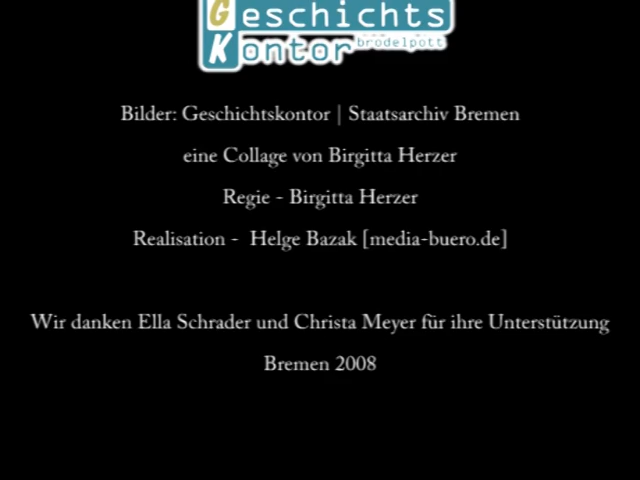 Geschichts
Kontor brodelpott
Bilder: Geschichtskontor | Staatsarchiv Bremen
eine Collage von Birgitta Herzer
Regie - Birgitta Herzer
Realisation - Helge Bazak [media-buero.de]
Wir danken Ella Schrader und Christa Meyer für ihre Unterstützung
Bremen 2008